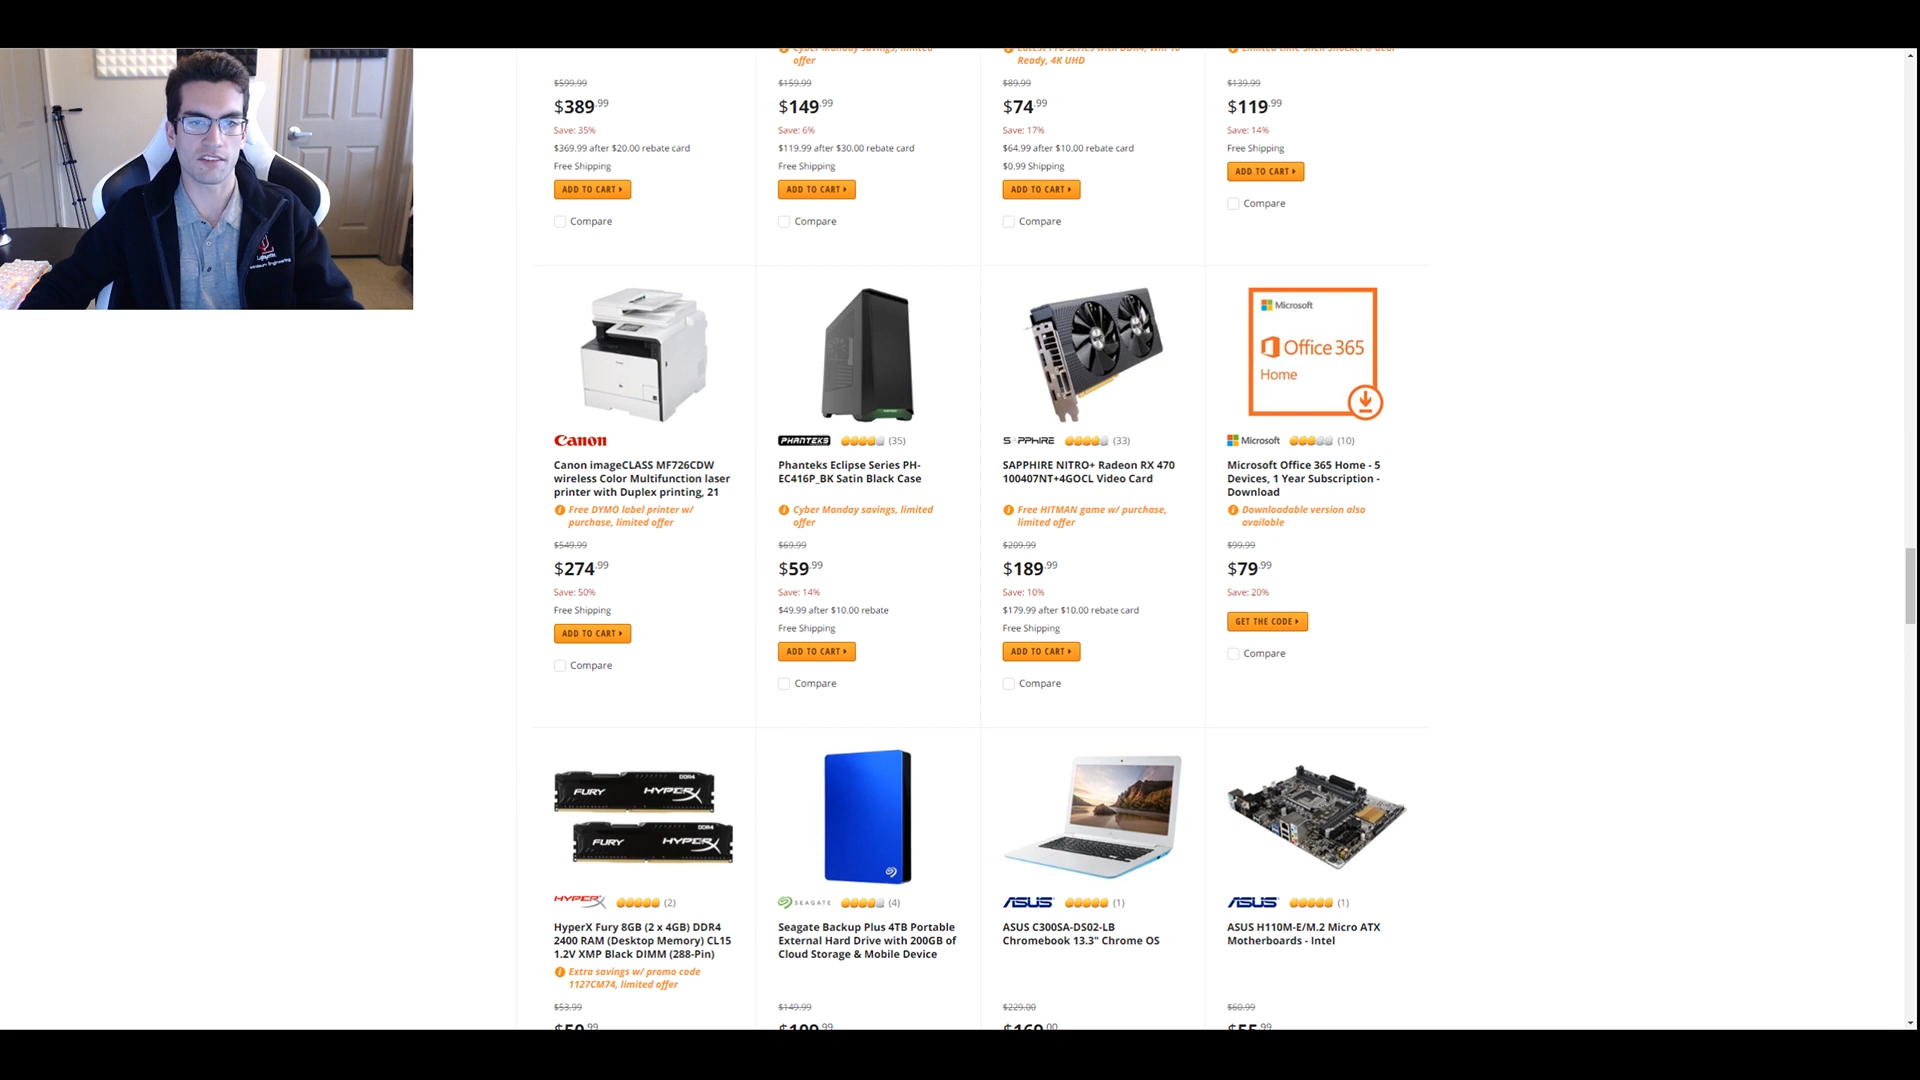 Cyber Monday savings, limited
offer
Ready, 4K UHD
$599.99
$389.99
Save: 35%
$369.99 after $20.00 rebate card
Free Shipping
ADD TO CART
Compare
$159.99
$149.99
Save: 6%
$119.99 after $30.00 rebate card
Free Shipping
ADD TO CART
Compare
$89.99
$74.99
Save: 17%
$64.99 after $10.00 rebate card
$0.99 Shipping
ADD TO CART
Compare
$139.99
$119.99
Save: 14%
Free Shipping
ADD TO CART
Compare
Lafayette
Canon
Canon imageCLASS MF726CDW
wireless Color Multifunction laser
printer with Duplex printing, 21
Free DYMO label printer w/
purchase, limited offer
$549.99
$274.99
Save: 50%
Free Shipping
ADD TO CART
Compare
PHANTEKS (35)
Phanteks Eclipse Series PH-
EC416P_BK Satin Black Case
Cyber Monday savings, limited
offer
$69.99
$59.99
Save: 14%
$49.99 after $10.00 rebate
Free Shipping
ADD TO CART
Compare
SAPPHIRE (33)
SAPPHIRE NITRO+ Radeon RX 470
100407NT+4GOCL Video Card
Free HITMAN game w/ purchase,
limited offer
$209.99
$189.99
Save: 10%
$179.99 after $10.00 rebate card
Free Shipping
ADD TO CART
Compare
Microsoft
Office 365
Home
Microsoft (10)
Microsoft Office 365 Home - 5
Devices, 1 Year Subscription -
Download
Downloadable version also
available
$99.99
$79.99
Save: 20%
GET THE CODE
Compare
DDR4
FURY HYPERX
DDR4
FURY HYPERX
HYPERX (2)
HyperX Fury 8GB (2 x 4GB) DDR4
2400 RAM (Desktop Memory) CL15
1.2V XMP Black DIMM (288-Pin)
Extra savings w/ promo code
1127CM74, limited offer
$53.99
SEAGATE (4)
Seagate Backup Plus 4TB Portable
External Hard Drive with 200GB of
Cloud Storage & Mobile Device
$149.99
ASUS (1)
ASUS C300SA-DS02-LB
Chromebook 13.3" Chrome OS
$229.00
ASUS (1)
ASUS H110M-E/M.2 Micro ATX
Motherboards - Intel
$60.99